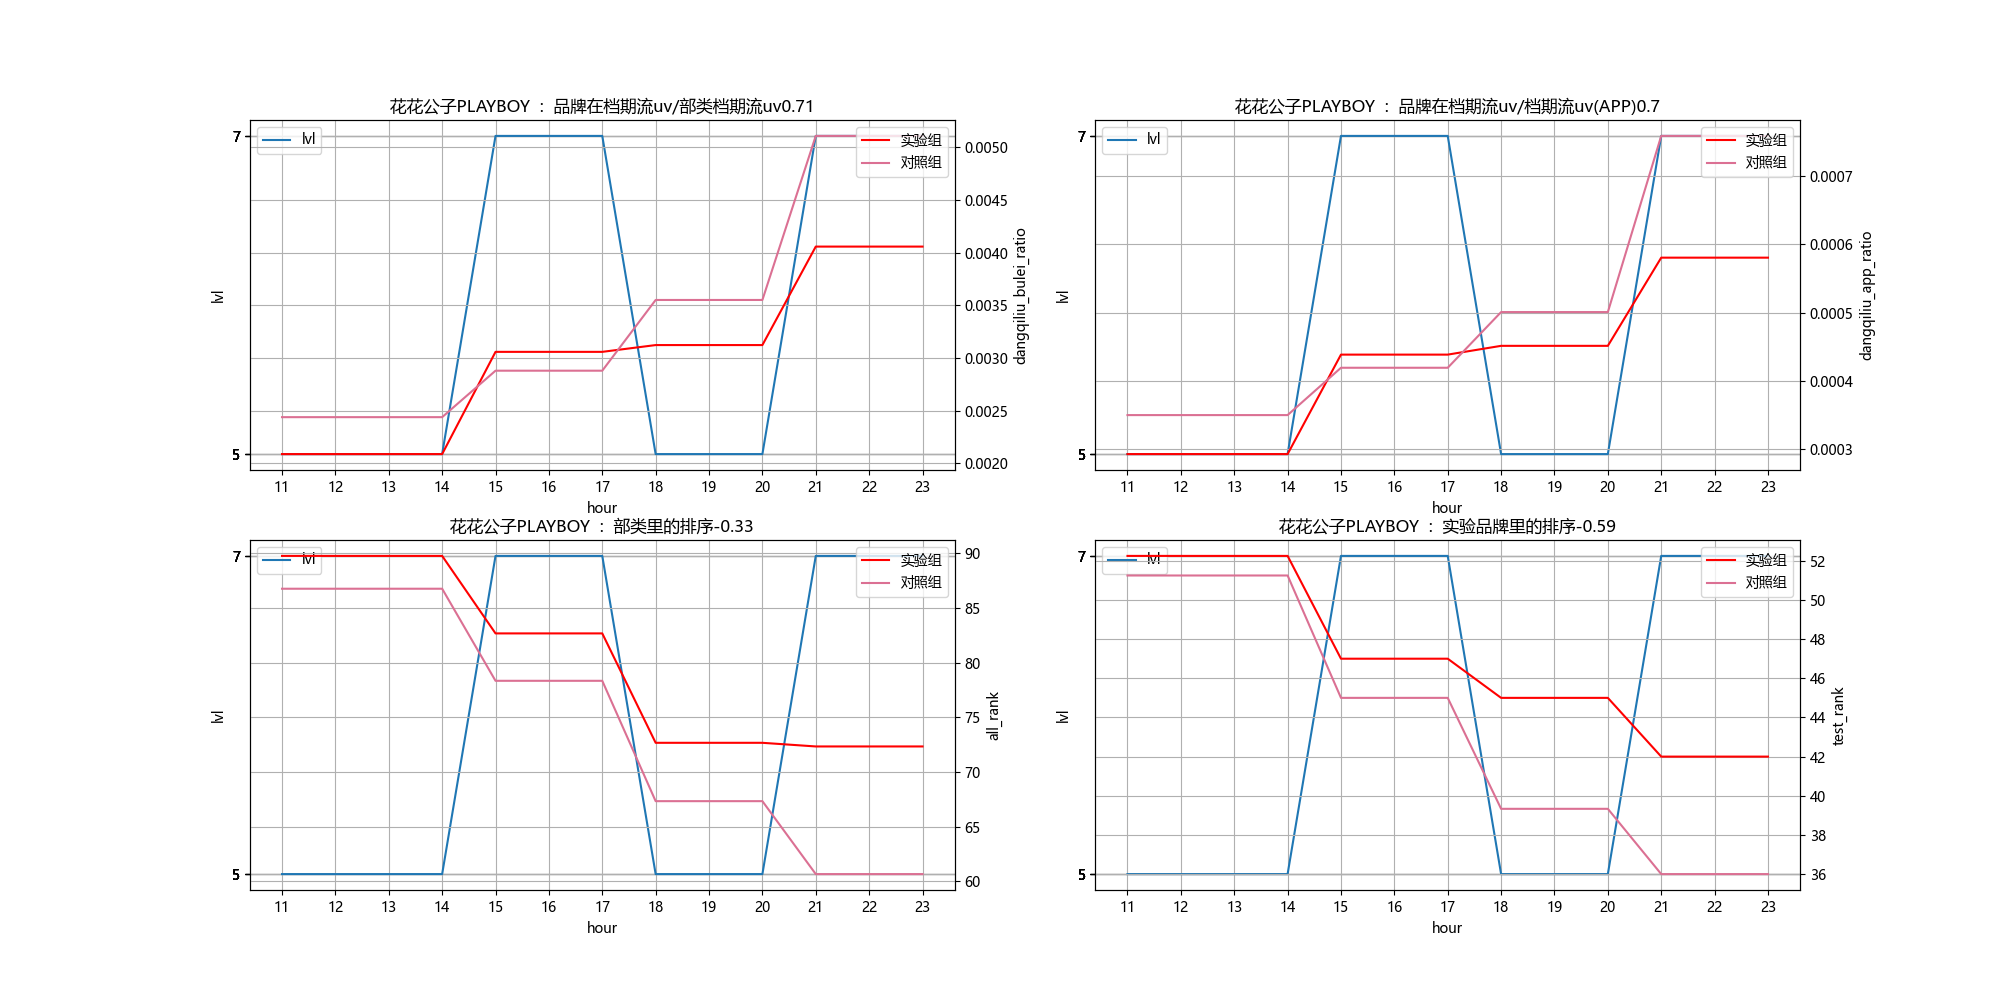 花花公子PLAYBOY ： 品牌在档期流uv/部类档期流uv0.71
lvl
实验组
对照组
7
5
lvl
0.0050
0.0045
0.0040
0.0035
0.0030
0.0025
0.0020
dangqiliu_bulei_ratio
11 12 13 14 15 16 17 18 19 20 21 22 23
hour
花花公子PLAYBOY ： 品牌在档期流uv/档期流uv(APP)0.7
lvl
实验组
对照组
7
5
lvl
0.0007
0.0006
0.0005
0.0004
0.0003
dangqiliu_app_ratio
11 12 13 14 15 16 17 18 19 20 21 22 23
hour
花花公子PLAYBOY ： 部类里的排序-0.33
lvl
实验组
对照组
7
5
lvl
90
85
80
75
70
65
60
all_rank
11 12 13 14 15 16 17 18 19 20 21 22 23
hour
花花公子PLAYBOY ： 实验品牌里的排序-0.59
lvl
实验组
对照组
7
5
lvl
52
50
48
46
44
42
40
38
36
test_rank
11 12 13 14 15 16 17 18 19 20 21 22 23
hour